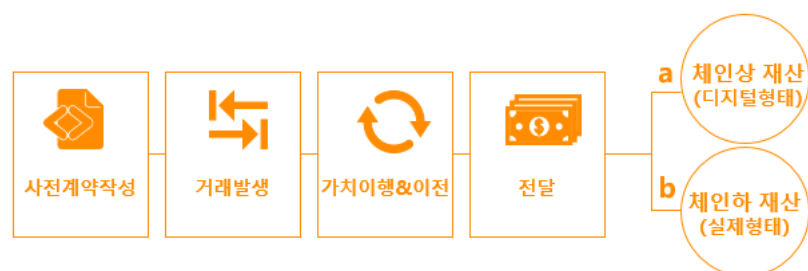 사전계약작성
거래발생
가치이행&이전
전달
a
체인상 재산
(디지털형태)
b
체인하 재산
(실제형태)